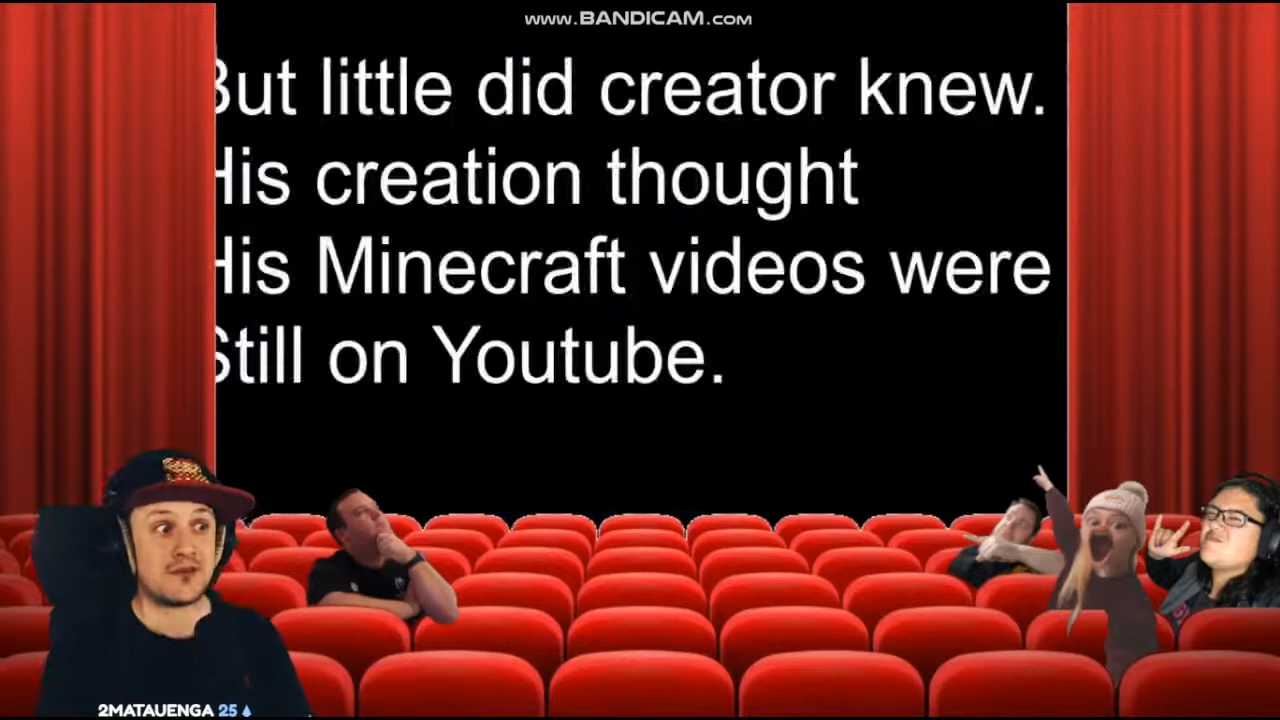 www.BANDICAM.com
But little did creator knew.
His creation thought
His Minecraft videos were
Still on Youtube.
2MATAUENGA 25